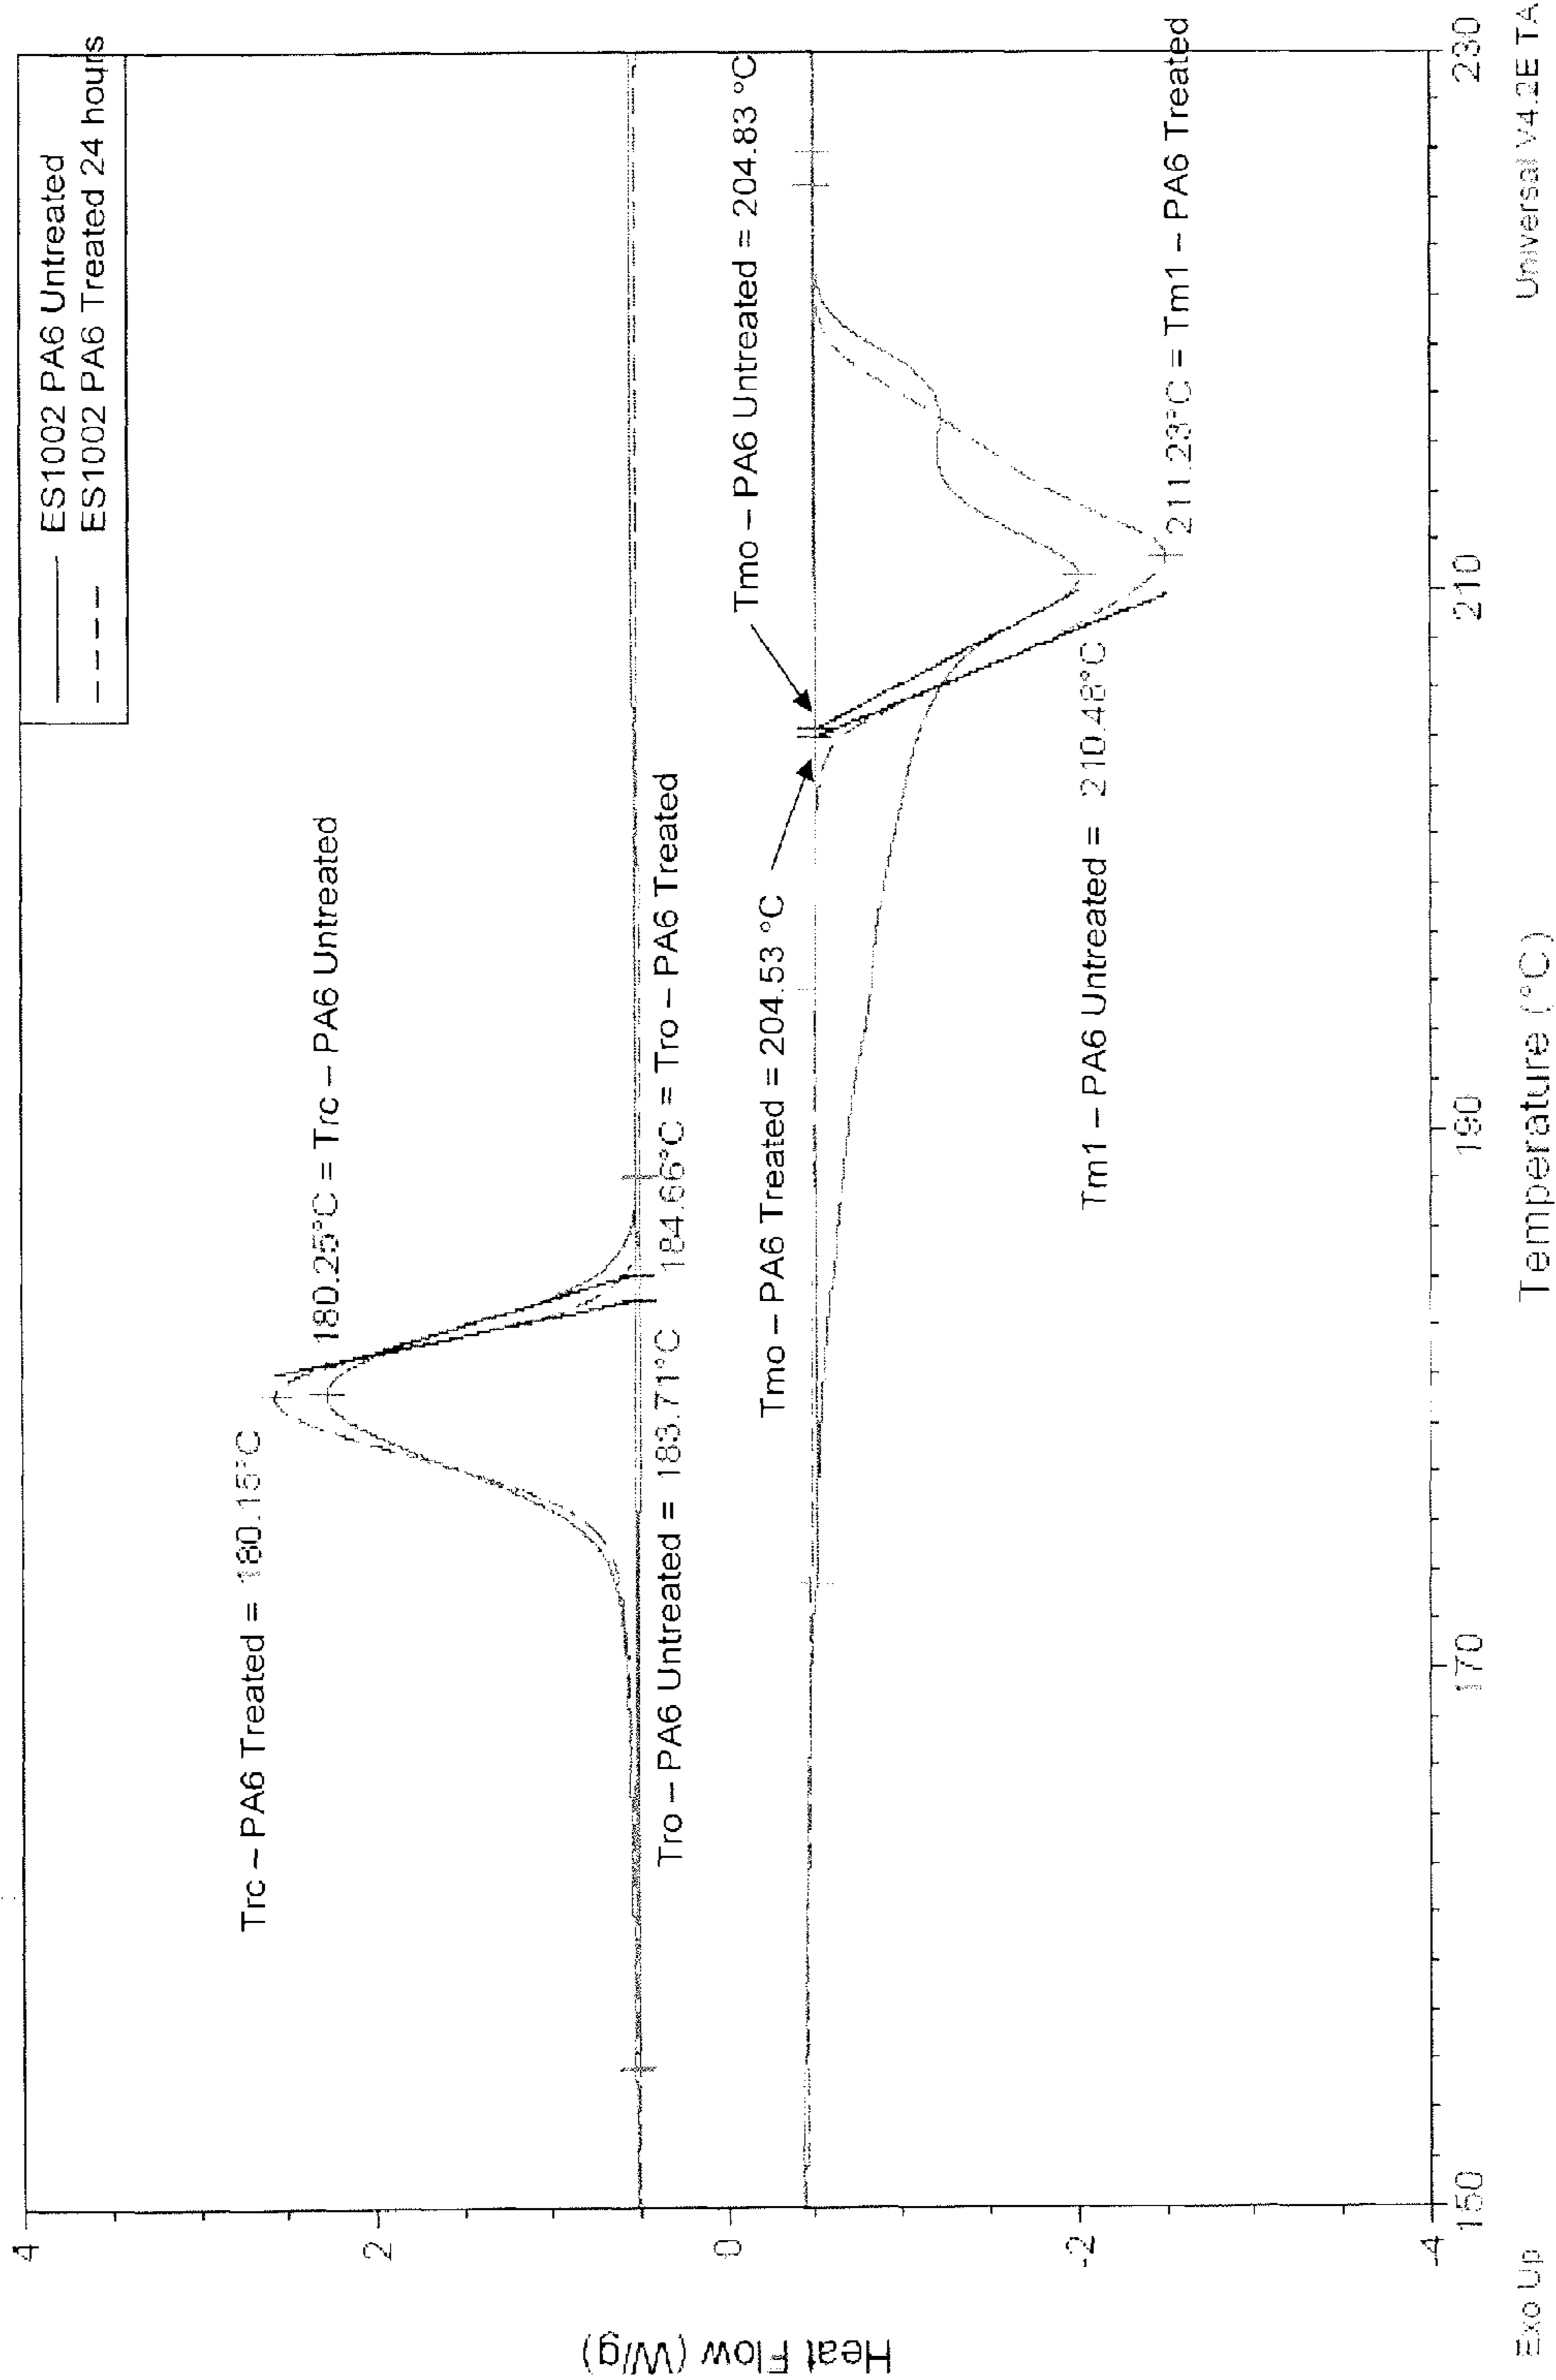 ES1002 PA6 Untreated
ES1002 PA6 Treated 24 hours
Trc – PA6 Treated = 180.15°C
180.25°C = Trc – PA6 Untreated
Tro – PA6 Untreated = 183.71°C
184.66°C = Tro – PA6 Treated
Tmo – PA6 Untreated = 204.83 °C
Tmo – PA6 Treated = 204.53 °C
Tm1 – PA6 Untreated = 210.48°C
211.23°C = Tm1 – PA6 Treated
4
2
0
-2
-4
Heat Flow (W/g)
150
170
190
210
230
Exo Up
Temperature (°C)
Universal V4.2E TA